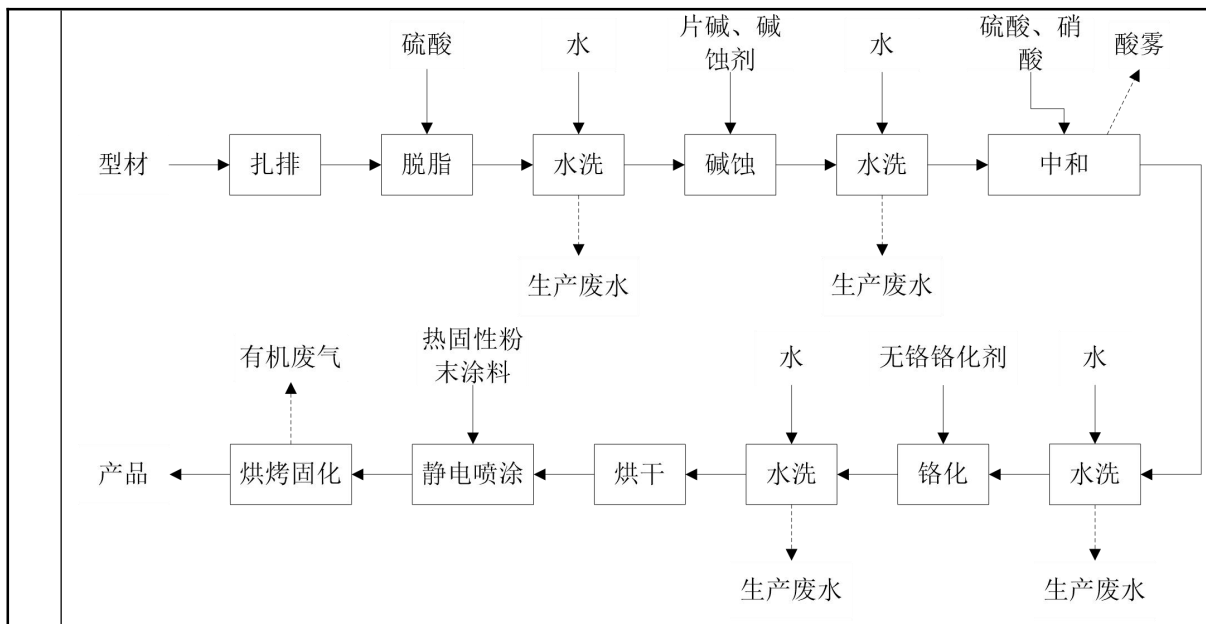 硫酸
水
片碱、碱
蚀剂
水
硫酸、硝
酸
酸雾
型材
扎排
脱脂
水洗
碱蚀
水洗
中和
生产废水
生产废水
有机废气
热固性粉
末涂料
水
无铬铬化剂
水
产品
烘烤固化
静电喷涂
烘干
水洗
铬化
水洗
生产废水
生产废水